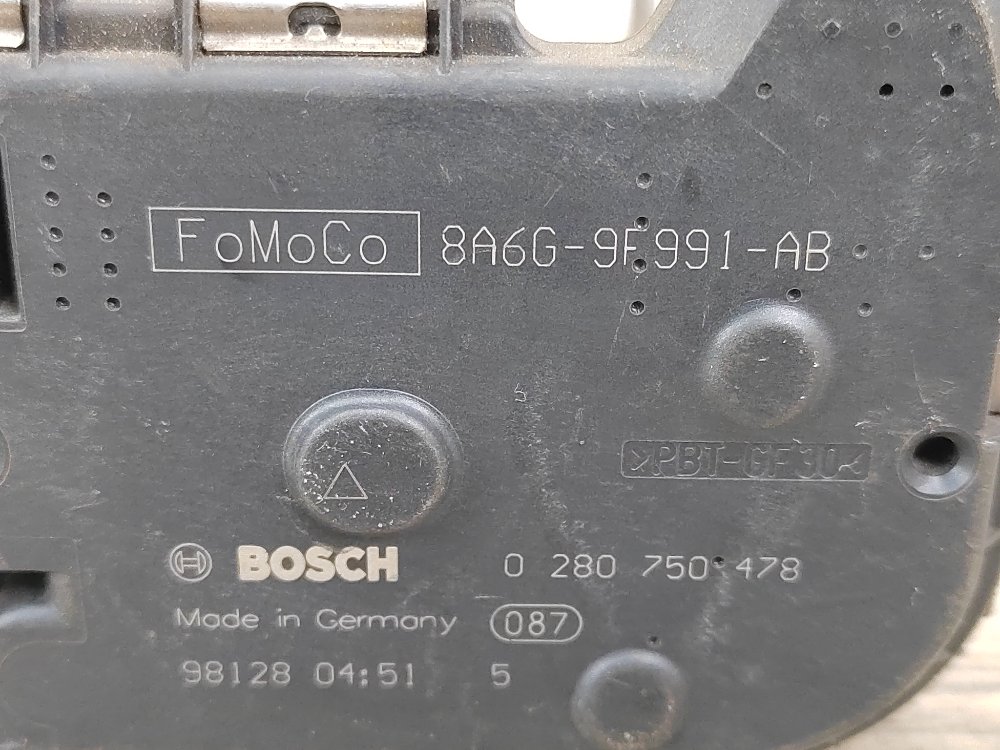 FoMoCo 8A6G-9F991-AB
>PBT-GF30<
BOSCH 0 280 750 478
Made in Germany 087
98128 04:51 5